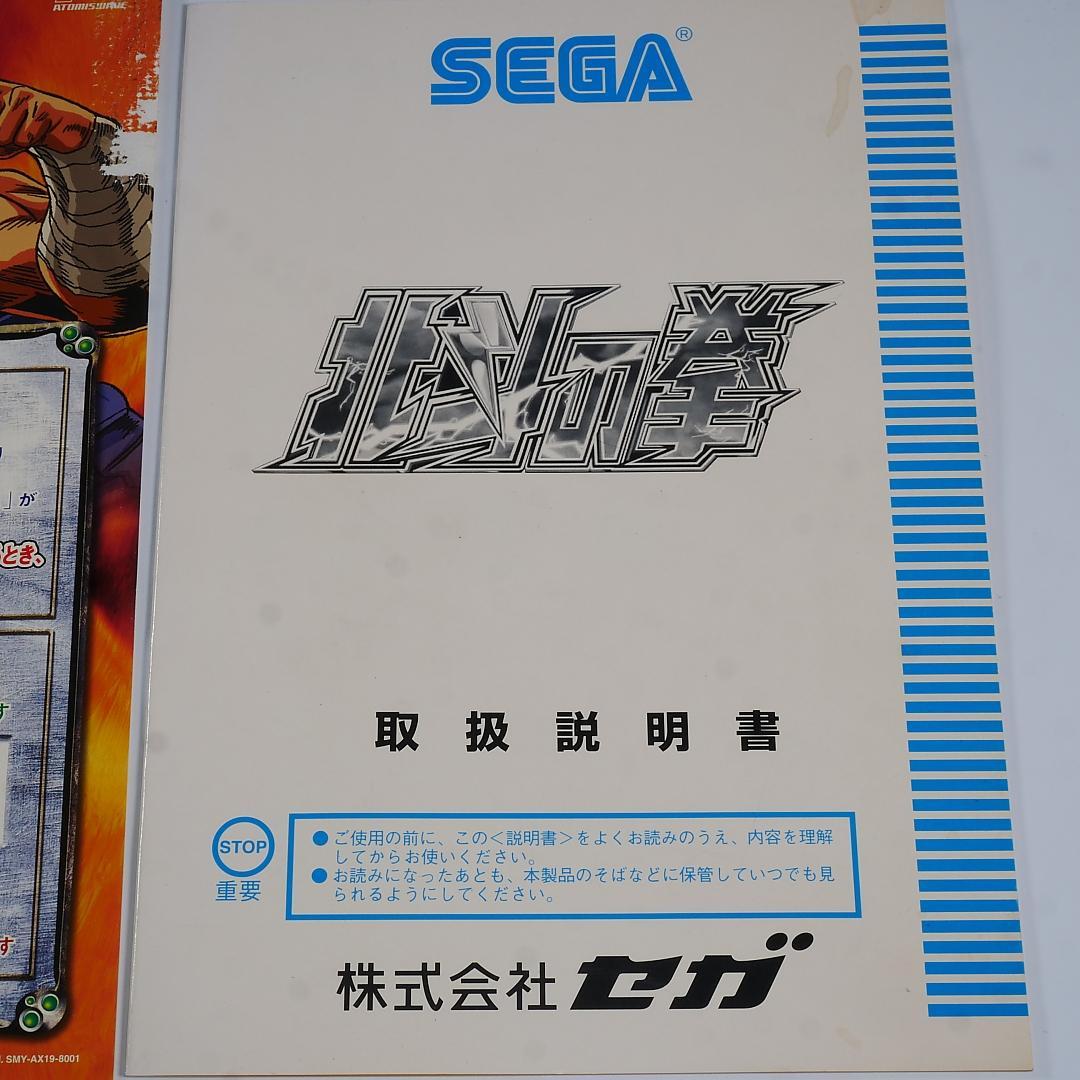 ATOMISWAVE
SEGA®
北斗の拳
」が
とき、
す
す
取扱説明書
STOP
重要
●ご使用の前に、この<説明書>をよくお読みのうえ、内容を理解
してからお使いください。
●お読みになったあとも、本製品のそばなどに保管していつでも見
られるようにしてください。
株式会社セガ
SMY-AX19-8001